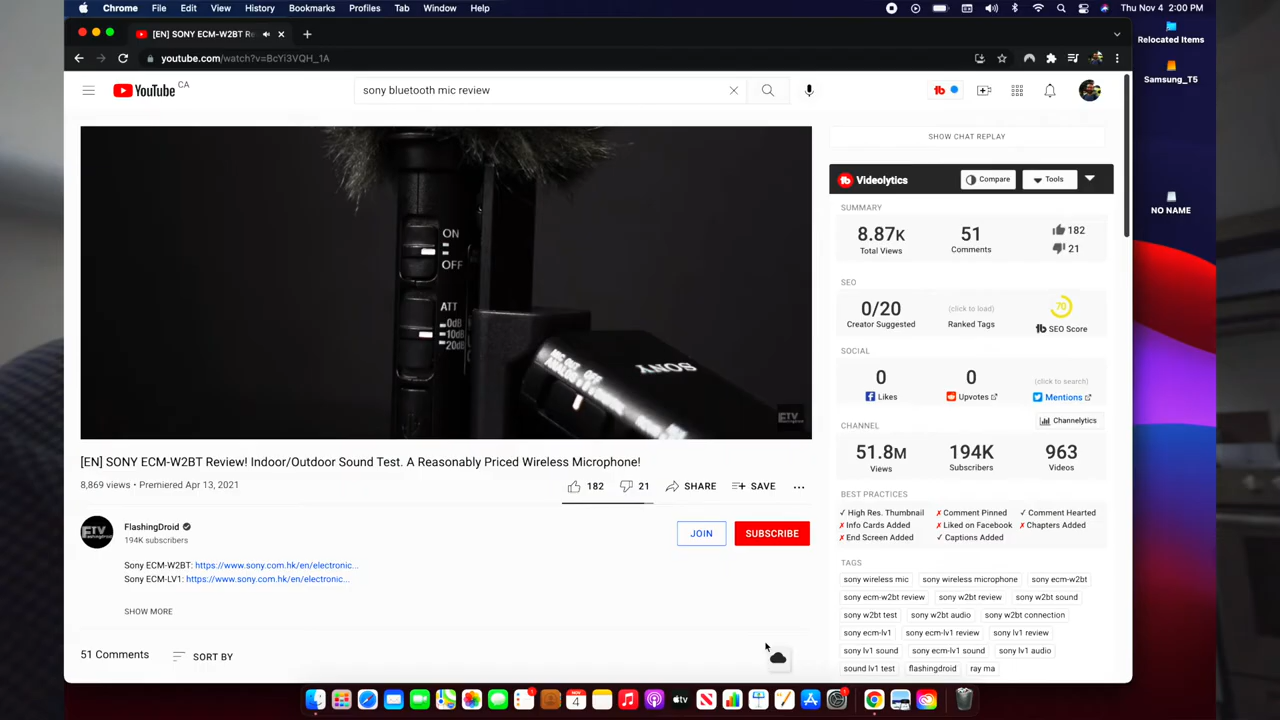 Chrome File Edit View History Bookmarks Profiles Tab Window Help Thu Nov 4 2:00 PM
[EN] SONY ECM-W2BT Re
youtube.com/watch?v=BcYi3VQH_1A
Relocated Items
Samsung_T5
NO NAME
YouTube CA
sony bluetooth mic review
SHOW CHAT REPLAY
ON
OFF
ATT
0dB
10dB
20dB
SONY
Videolytics Compare Tools
SUMMARY
8.87K 51 182
Total Views Comments 21
SEO
0/20 (click to load) 70
Creator Suggested Ranked Tags SEO Score
SOCIAL
0 0 (click to search)
Likes Upvotes Mentions
CHANNEL Channelytics
51.8M 194K 963
Views Subscribers Videos
BEST PRACTICES
✓ High Res. Thumbnail ✗ Comment Pinned ✓ Comment Hearted
✗ Info Cards Added ✗ Liked on Facebook ✗ Chapters Added
✗ End Screen Added ✓ Captions Added
TAGS
sony wireless mic sony wireless microphone sony ecm-w2bt
sony ecm-w2bt review sony w2bt review sony w2bt sound
sony w2bt test sony w2bt audio sony w2bt connection
sony ecm-lv1 sony ecm-lv1 review sony lv1 review
sony lv1 sound sony ecm-lv1 sound sony lv1 audio
sound lv1 test flashingdroid ray ma
[EN] SONY ECM-W2BT Review! Indoor/Outdoor Sound Test. A Reasonably Priced Wireless Microphone!
8,869 views • Premiered Apr 13, 2021
182 21 SHARE SAVE
FlashingDroid
194K subscribers
JOIN SUBSCRIBE
Sony ECM-W2BT: https://www.sony.com.hk/en/electronic...
Sony ECM-LV1: https://www.sony.com.hk/en/electronic...
SHOW MORE
51 Comments SORT BY